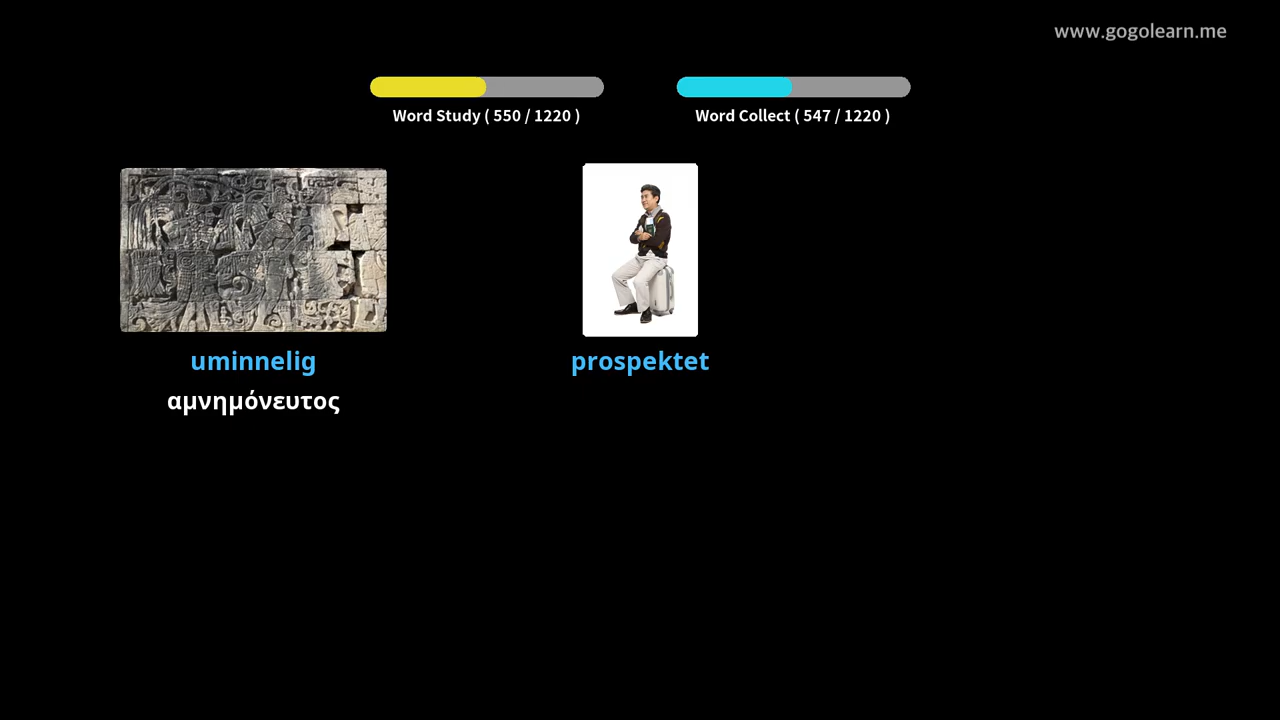 www.gogolearn.me
Word Study ( 550 / 1220 )
Word Collect ( 547 / 1220 )
uminnelig
αμνημόνευτος
prospektet